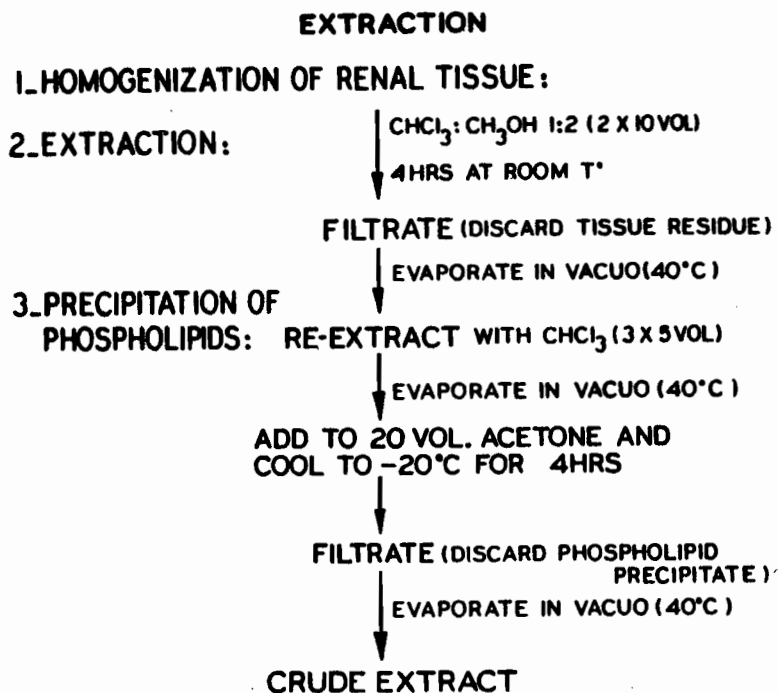 EXTRACTION
1_HOMOGENIZATION OF RENAL TISSUE:
CHCl3:CH3OH 1:2 (2 X 10 VOL)
2_EXTRACTION:
4HRS AT ROOM T°
FILTRATE (DISCARD TISSUE RESIDUE)
EVAPORATE IN VACUO(40°C)
3_PRECIPITATION OF
PHOSPHOLIPIDS: RE-EXTRACT WITH CHCl3 (3 X 5 VOL)
EVAPORATE IN VACUO (40°C)
ADD TO 20 VOL. ACETONE AND
COOL TO -20°C FOR 4HRS
FILTRATE (DISCARD PHOSPHOLIPID
PRECIPITATE)
EVAPORATE IN VACUO (40°C)
CRUDE EXTRACT